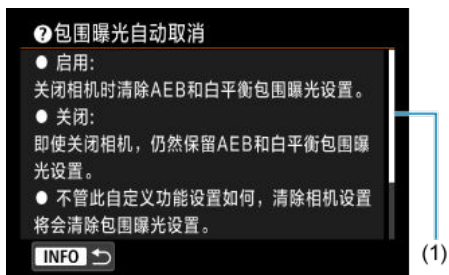 ?包围曝光自动取消
● 启用:
关闭相机时清除AEB和白平衡包围曝光设置。
● 关闭:
即使关闭相机，仍然保留AEB和白平衡包围曝
光设置。
● 不管此自定义功能设置如何，清除相机设置
将会清除包围曝光设置。
INFO
(1)